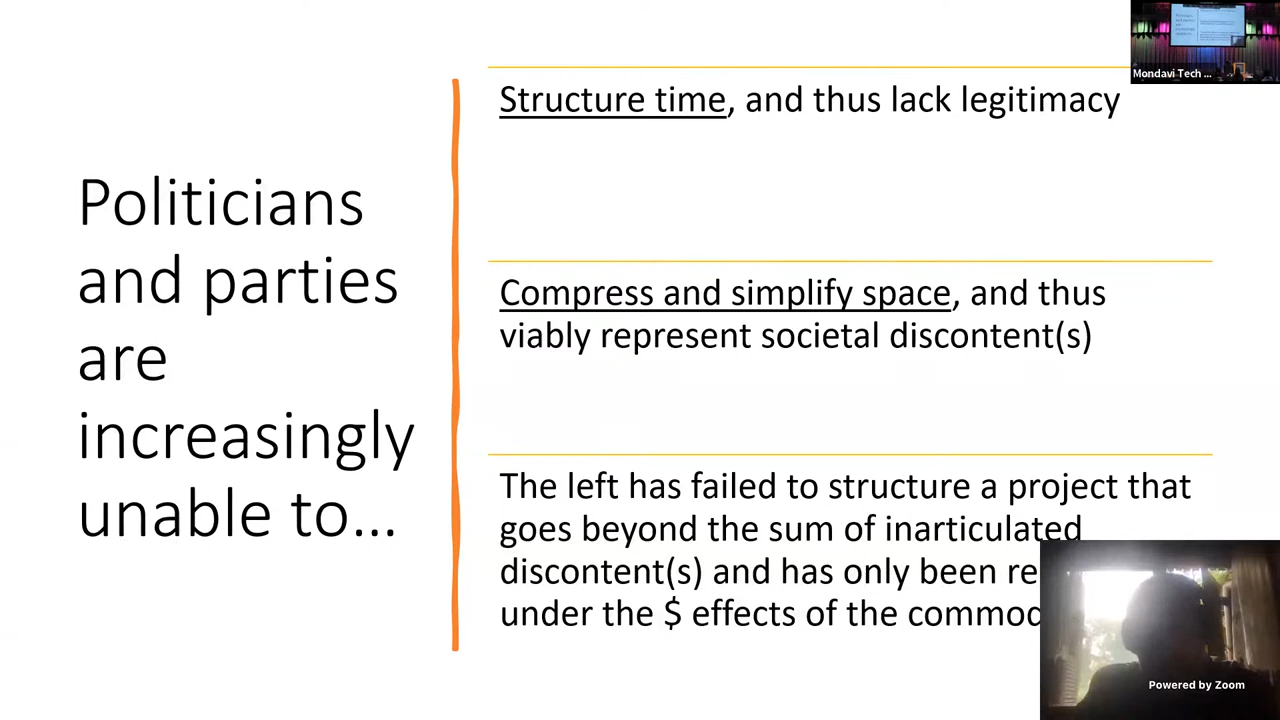 Politicians
and parties
are
increasingly
unable to...
Structure time, and thus lack legitimacy
Compress and simplify space, and thus
viably represent societal discontent(s)
The left has failed to structure a project that
goes beyond the sum of inarticulated
discontent(s) and has only been
under the $ effects of the
Mondavi Tech ...
Powered by Zoom